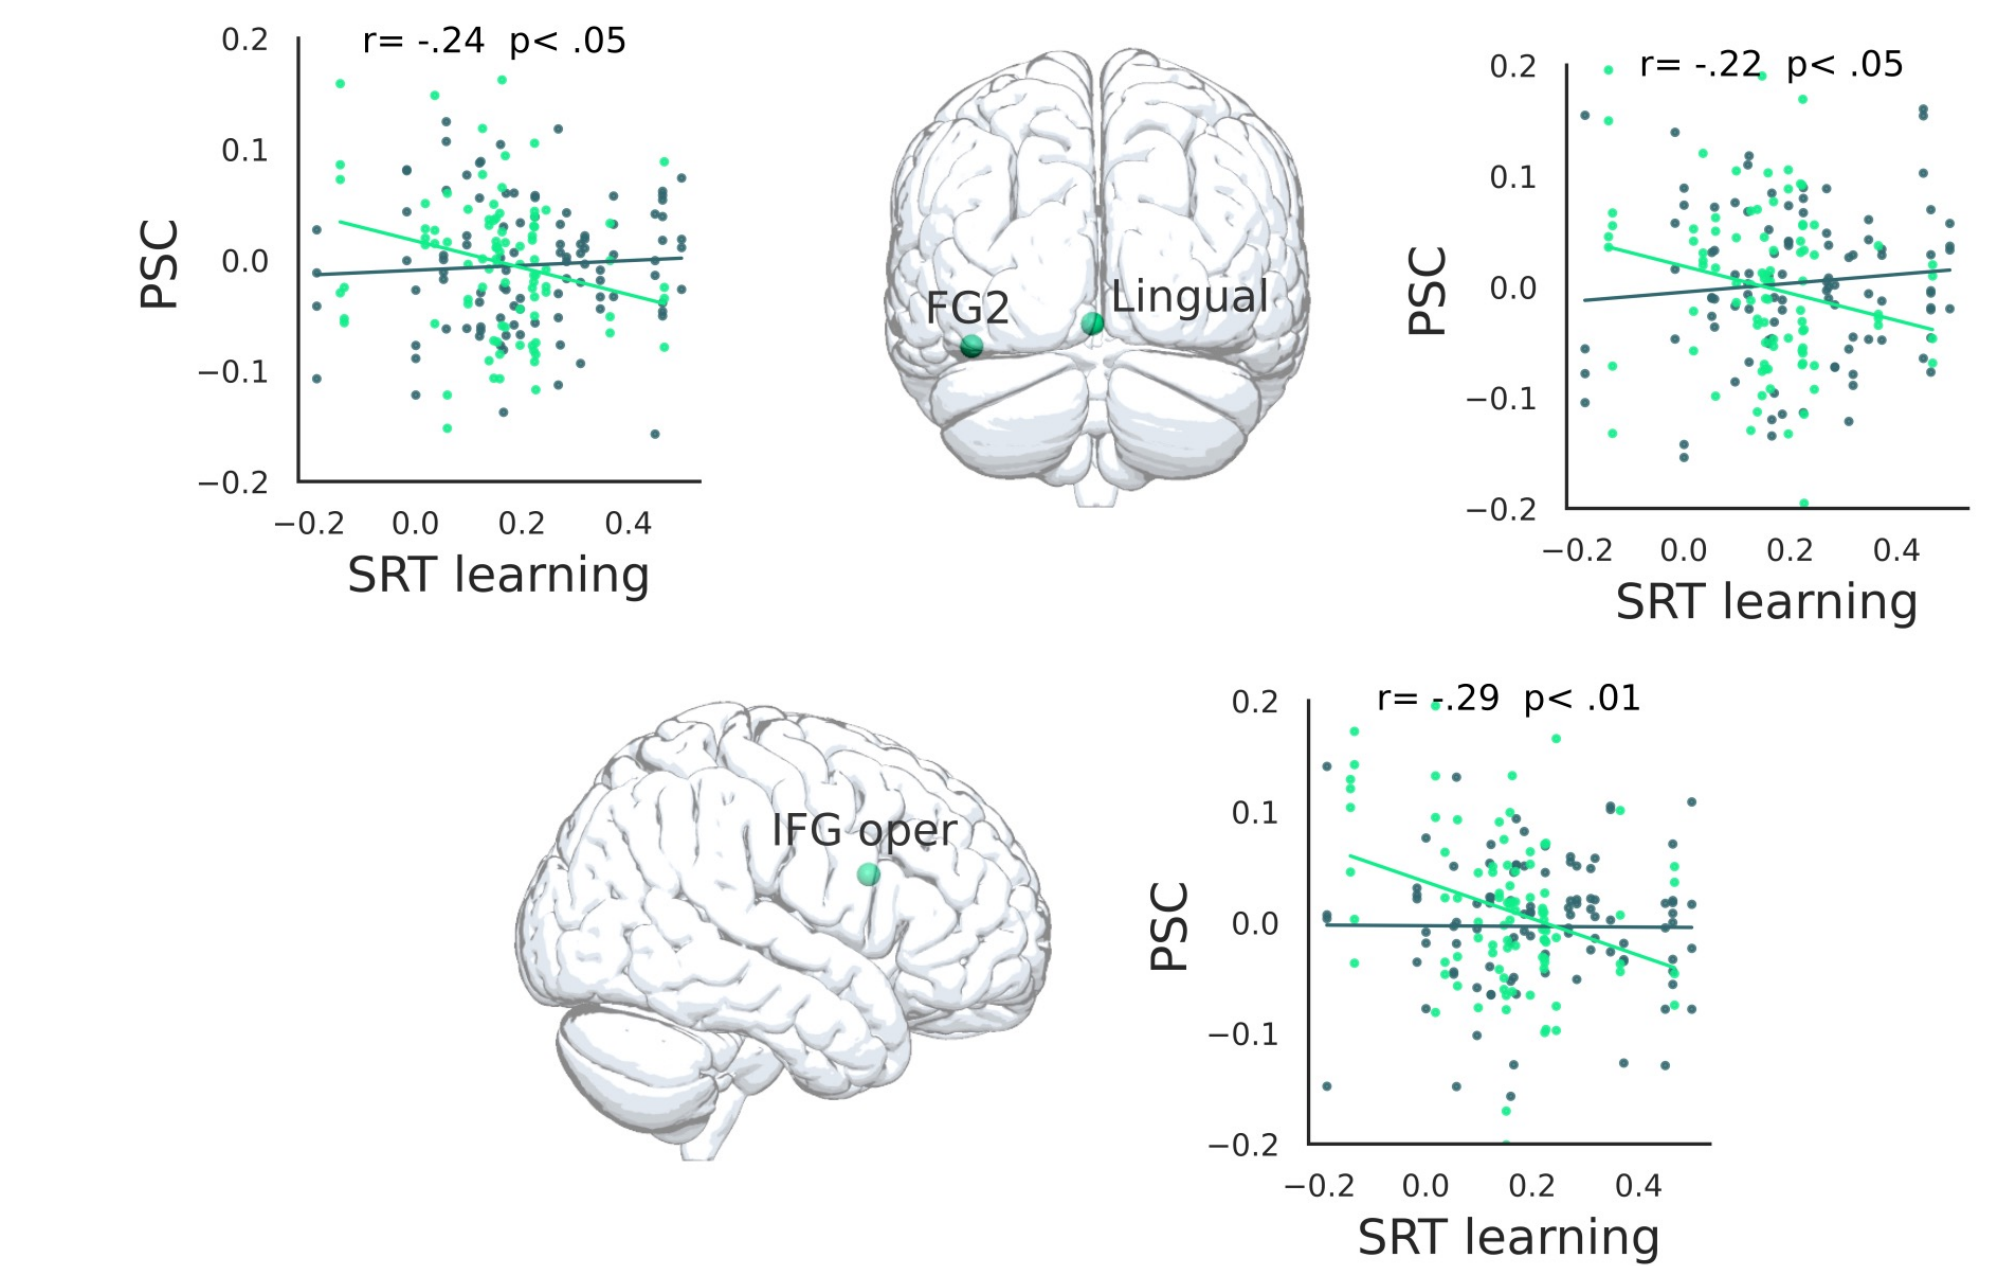 r= -.24 p< .05
0.2
0.1
0.0
−0.1
−0.2
PSC
−0.2 0.0 0.2 0.4
SRT learning
FG2
Lingual
r= -.22 p< .05
0.2
0.1
0.0
−0.1
−0.2
PSC
−0.2 0.0 0.2 0.4
SRT learning
IFG oper
r= -.29 p< .01
0.2
0.1
0.0
−0.1
−0.2
PSC
−0.2 0.0 0.2 0.4
SRT learning